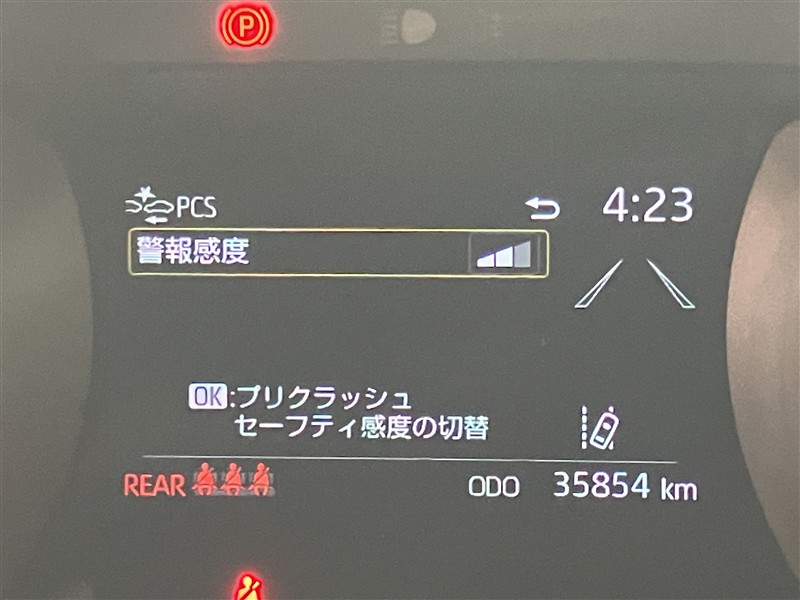 P
PCS
4:23
警報感度
OK:プリクラッシュ
セーフティ感度の切替
REAR
ODO 35854 km